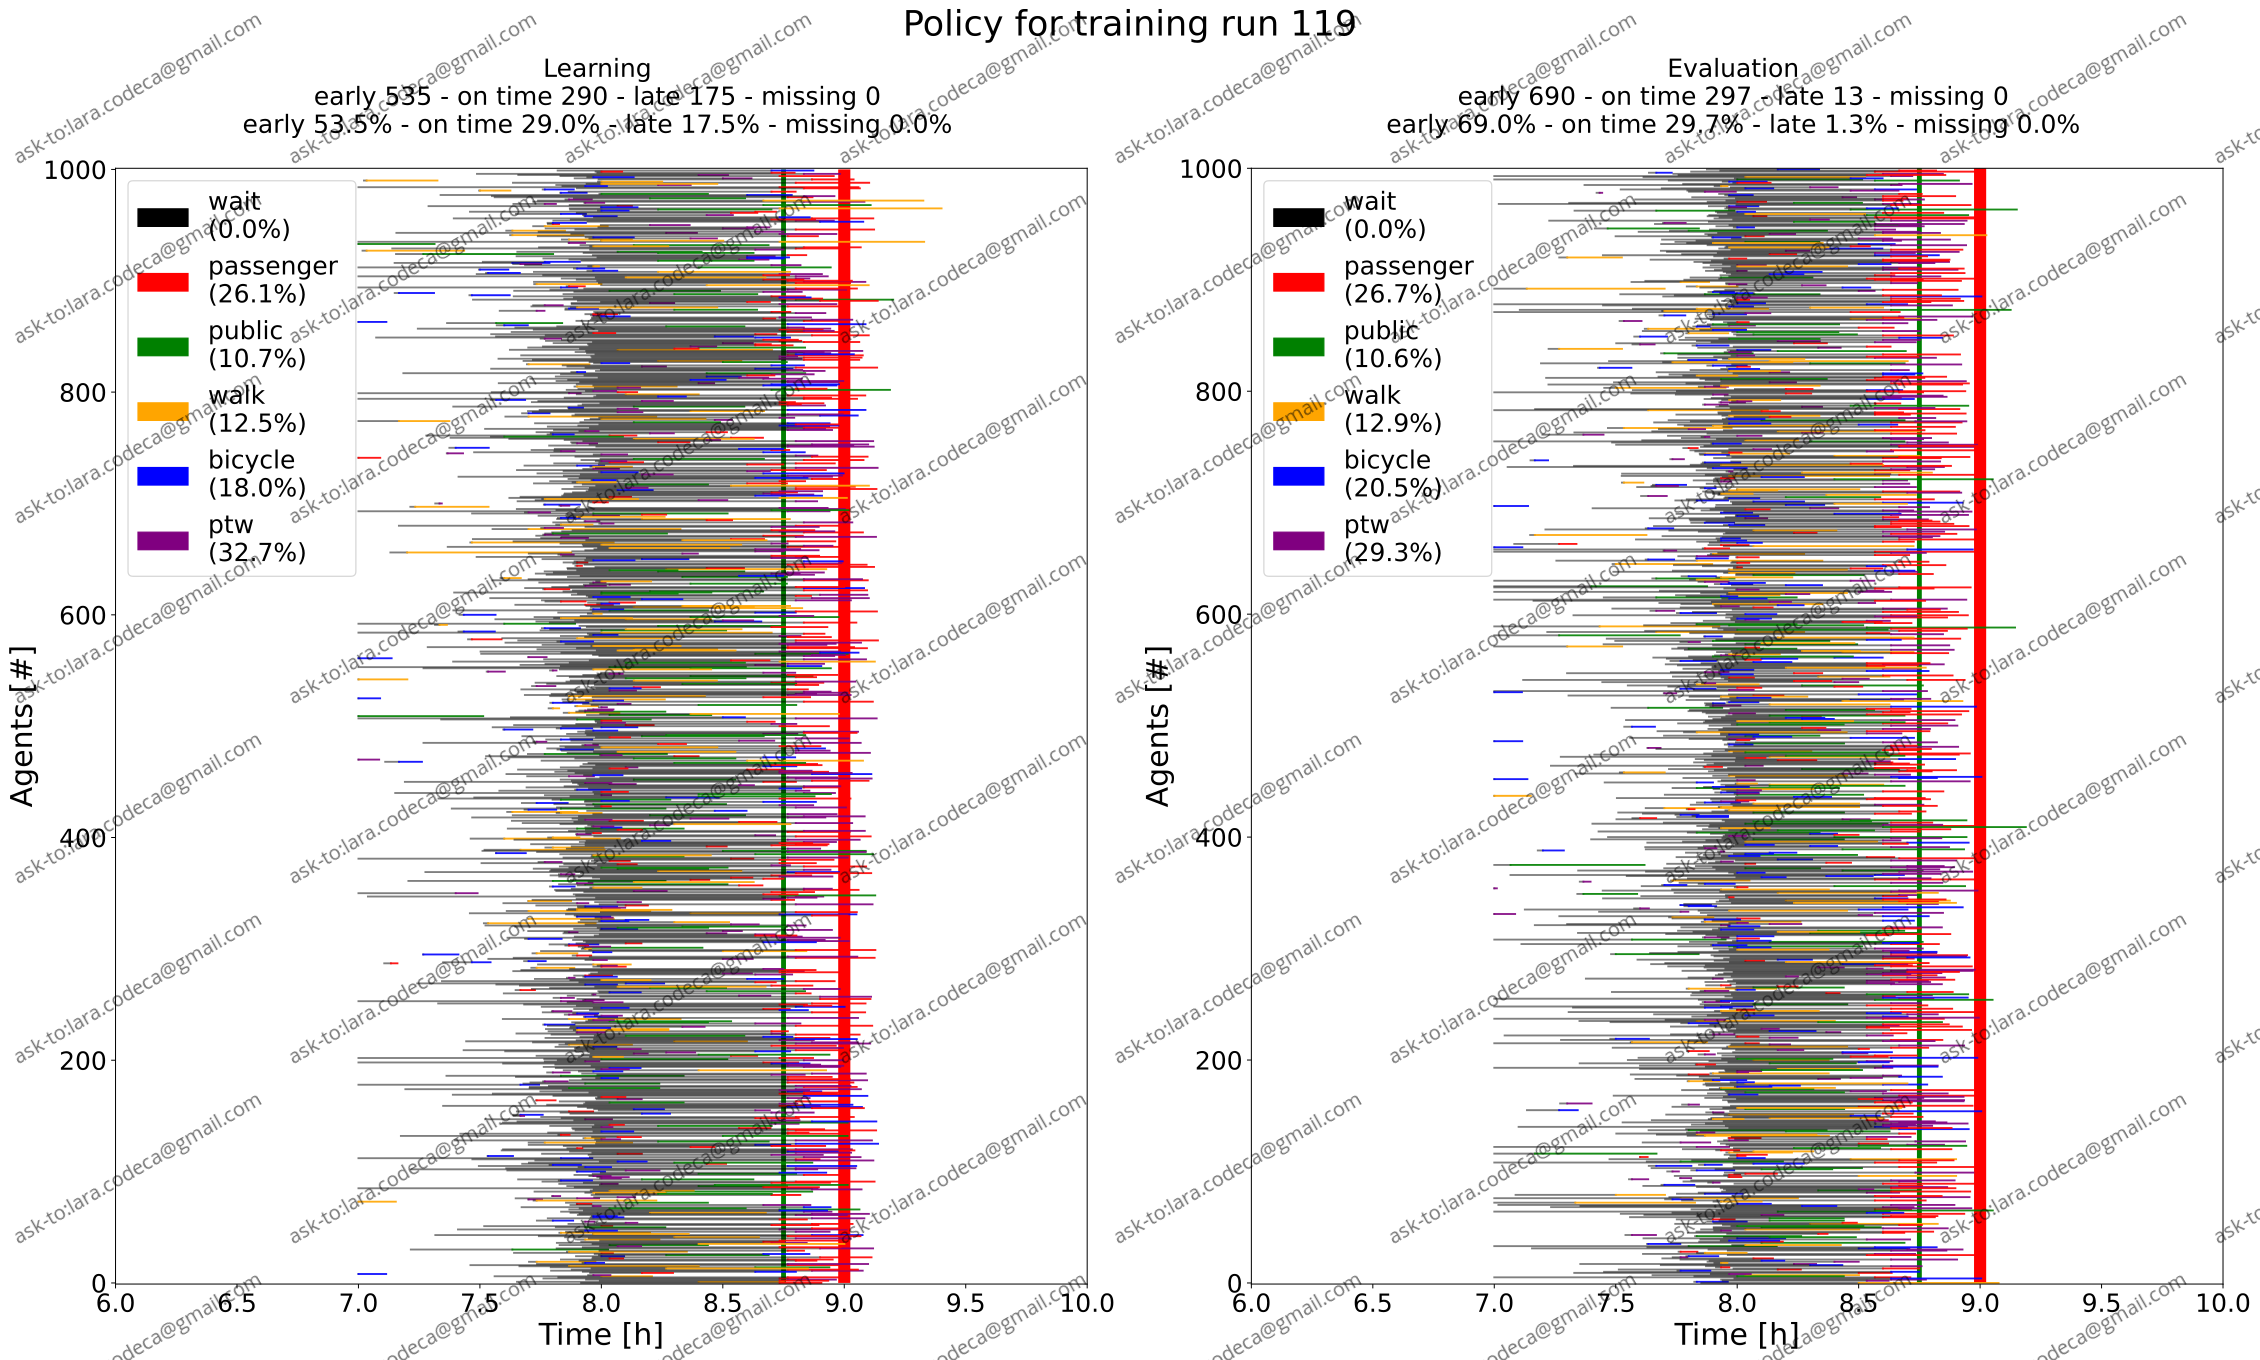 Policy for training run 119
Learning
early 535 - on time 290 - late 175 - missing 0
early 53.5% - on time 29.0% - late 17.5% - missing 0.0%
1000
800
600
400
200
0
Agents [#]
wait
(0.0%)
passenger
(26.1%)
public
(10.7%)
walk
(12.5%)
bicycle
(18.0%)
ptw
(32.7%)
6.0 6.5 7.0 7.5 8.0 8.5 9.0 9.5 10.0
Time [h]
Evaluation
early 690 - on time 297 - late 13 - missing 0
early 69.0% - on time 29.7% - late 1.3% - missing 0.0%
1000
800
600
400
200
0
Agents [#]
wait
(0.0%)
passenger
(26.7%)
public
(10.6%)
walk
(12.9%)
bicycle
(20.5%)
ptw
(29.3%)
6.0 6.5 7.0 7.5 8.0 8.5 9.0 9.5 10.0
Time [h]
ask-to:lara.codeca@gmail.com